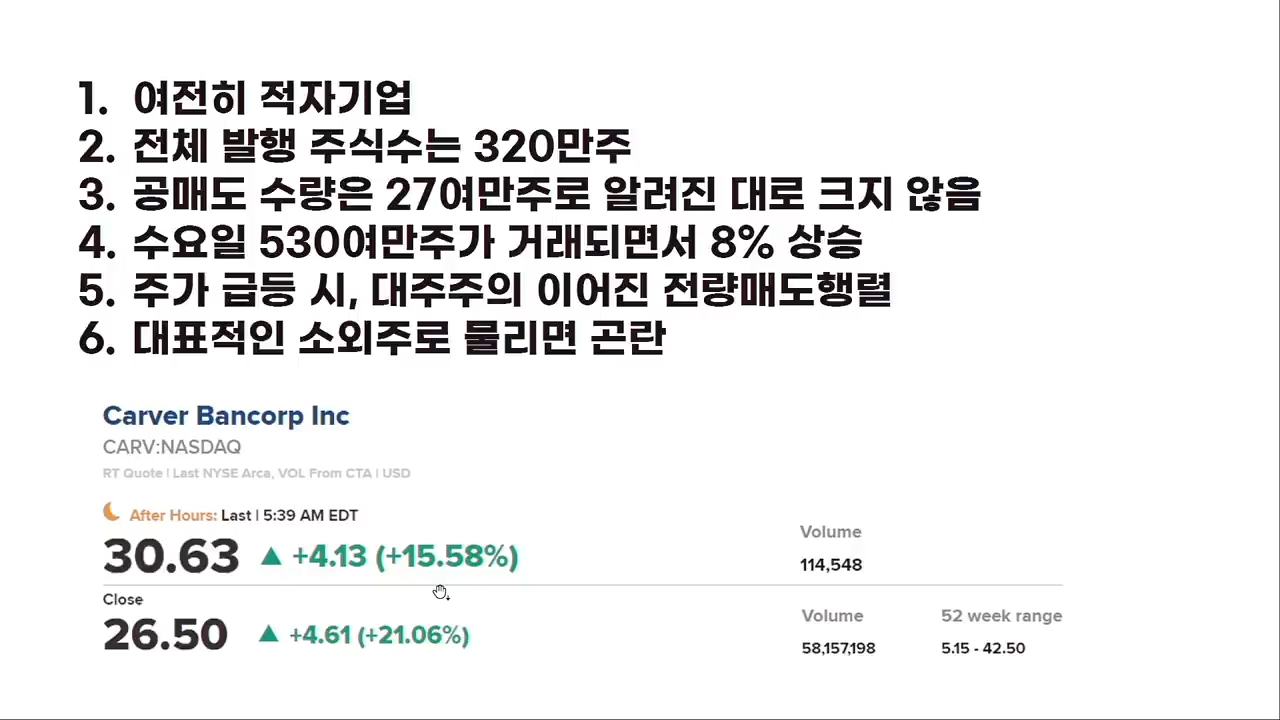 1. 여전히 적자기업
2. 전체 발행 주식수는 320만주
3. 공매도 수량은 27여만주로 알려진 대로 크지 않음
4. 수요일 530여만주가 거래되면서 8% 상승
5. 주가 급등 시, 대주주의 이어진 전량매도행렬
6. 대표적인 소외주로 물리면 곤란
Carver Bancorp Inc
CARV:NASDAQ
RT Quote | Last NYSE Arca, VOL From CTA | USD
After Hours: Last | 5:39 AM EDT
30.63 ▲ +4.13 (+15.58%)
Volume
114,548
Close
26.50 ▲ +4.61 (+21.06%)
Volume 52 week range
58,157,198 5.15 - 42.50